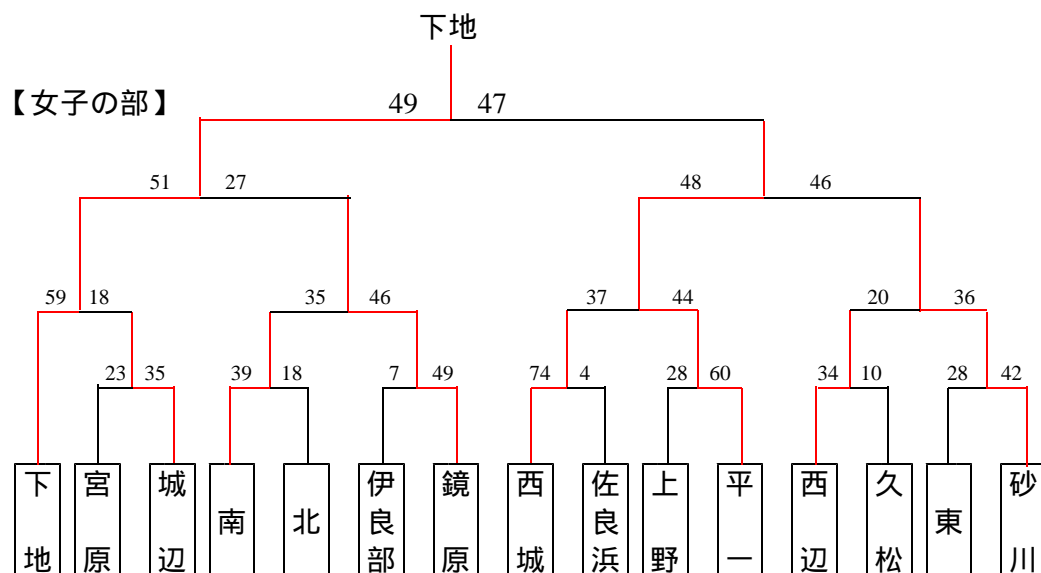 下地
【女子の部】
49 47
51 27 48 46
59 18 35 46 37 44 20 36
23 35 39 18 7 49 74 4 28 60 34 10 28 42
下地
宮原
城辺
南
北
伊良部
鏡原
西城
佐良浜
上野
平一
西辺
久松
東
砂川